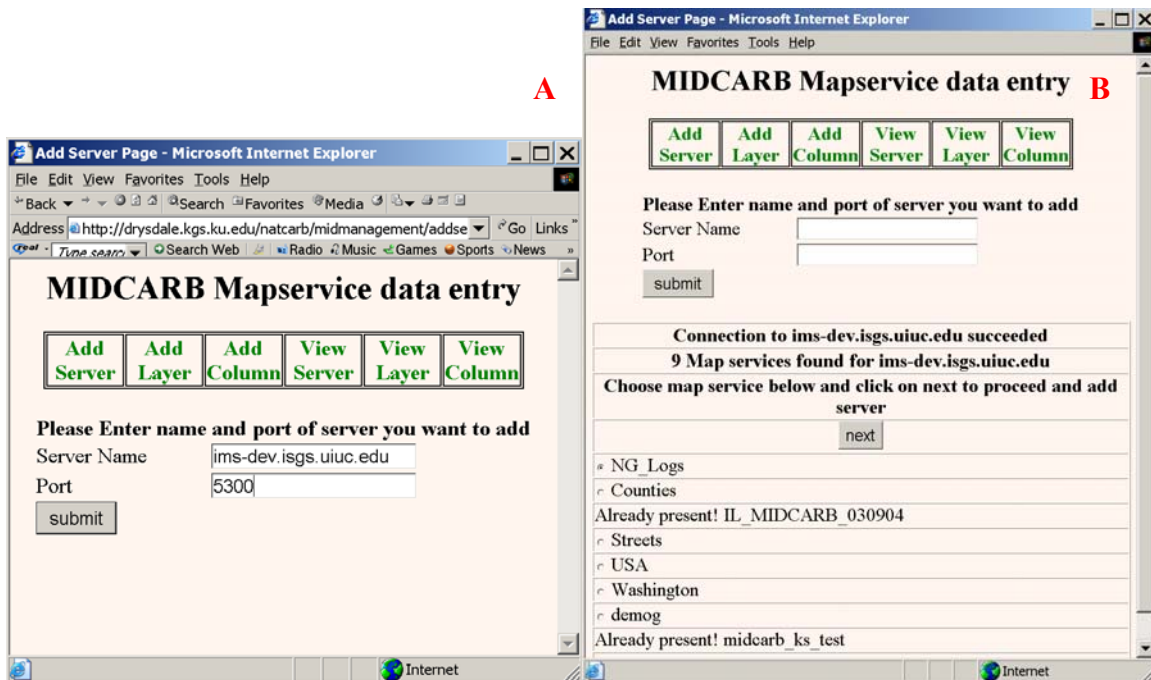 A
Add Server Page - Microsoft Internet Explorer
File Edit View Favorites Tools Help
Back Search Favorites Media
Address http://drysdale.kgs.ku.edu/natcarb/midmanagement/addse Go Links »
Type searc Search Web Radio Music Games Sports News »
MIDCARB Mapservice data entry
Add Server Add Layer Add Column View Server View Layer View Column
Please Enter name and port of server you want to add
Server Name ims-dev.isgs.uiuc.edu
Port 5300
submit
Internet
Add Server Page - Microsoft Internet Explorer
File Edit View Favorites Tools Help
MIDCARB Mapservice data entry B
Add Server Add Layer Add Column View Server View Layer View Column
Please Enter name and port of server you want to add
Server Name
Port
submit
Connection to ims-dev.isgs.uiuc.edu succeeded
9 Map services found for ims-dev.isgs.uiuc.edu
Choose map service below and click on next to proceed and add
server
next
NG_Logs
Counties
Already present! IL_MIDCARB_030904
Streets
USA
Washington
demog
Already present! midcarb_ks_test
Internet